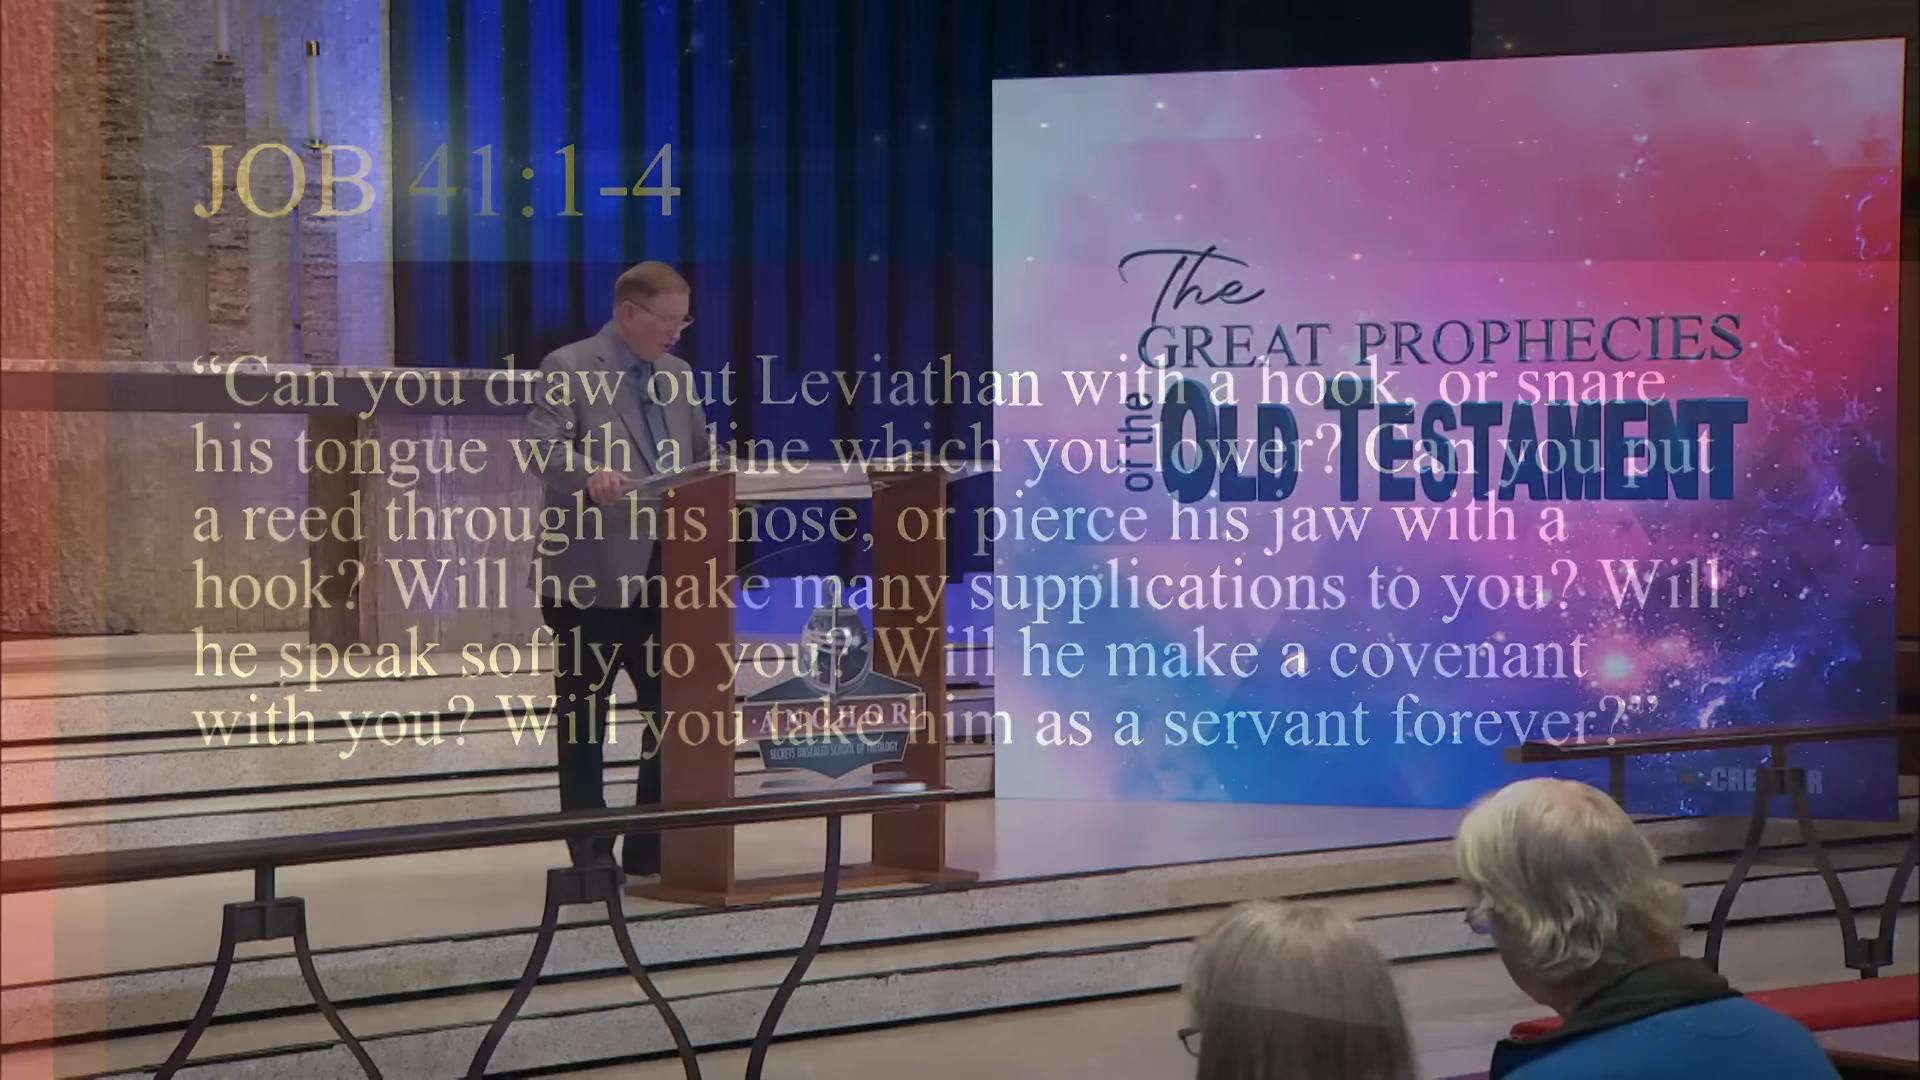 JOB 41:1-4
“Can you draw out Leviathan with a hook, or snare
his tongue with a line which you lower? Can you put
a reed through his nose, or pierce his jaw with a
hook? Will he make many supplications to you? Will
he speak softly to you? Will he make a covenant
with you? Will you take him as a servant forever?”
The
GREAT PROPHECIES
OF the
OLD TESTAMENT
·ANCHOR·
SECRETS UNSEALED SCHOOL OF THEOLOGY